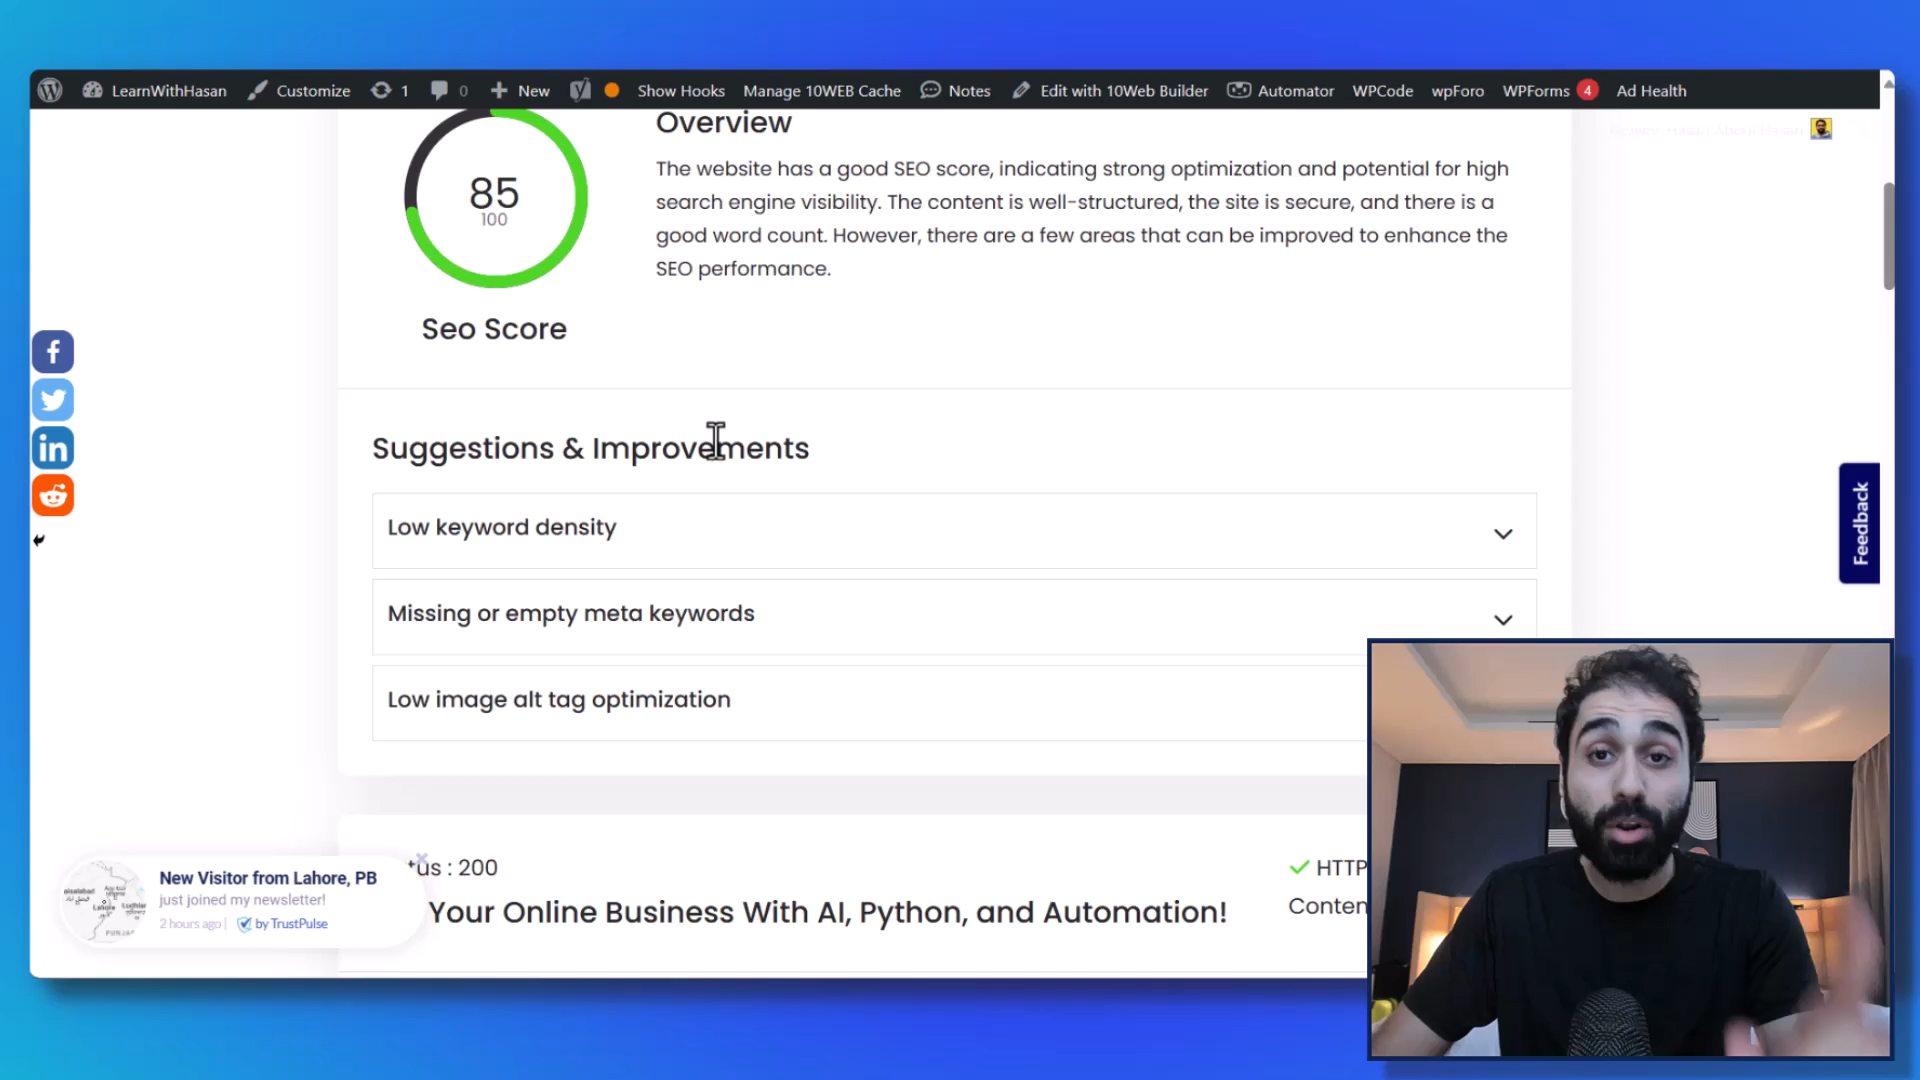 LearnWithHasan Customize 1 0 New Show Hooks Manage 10WEB Cache Notes Edit with 10Web Builder Automator WPCode wpForo WPForms 4 Ad Health
Overview
85
100
Seo Score
The website has a good SEO score, indicating strong optimization and potential for high
search engine visibility. The content is well-structured, the site is secure, and there is a
good word count. However, there are a few areas that can be improved to enhance the
SEO performance.
Suggestions & Improvements
Low keyword density
Missing or empty meta keywords
Low image alt tag optimization
Feedback
tus : 200
HTTP
Your Online Business With AI, Python, and Automation!
Conten
New Visitor from Lahore, PB
just joined my newsletter!
2 hours ago | by TrustPulse